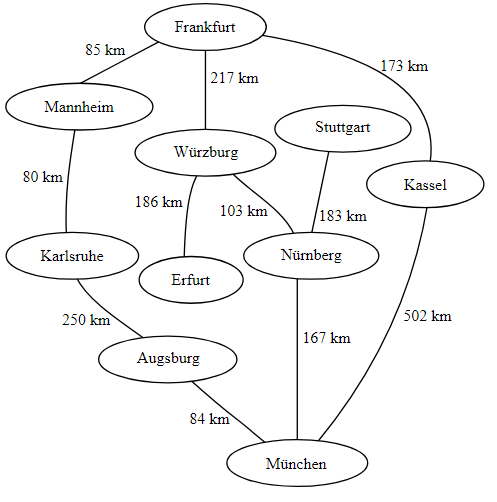 Frankfurt
85 km
217 km
173 km
Mannheim
Stuttgart
Würzburg
80 km
Kassel
186 km
103 km
183 km
Karlsruhe
Erfurt
Nürnberg
250 km
502 km
167 km
Augsburg
84 km
München